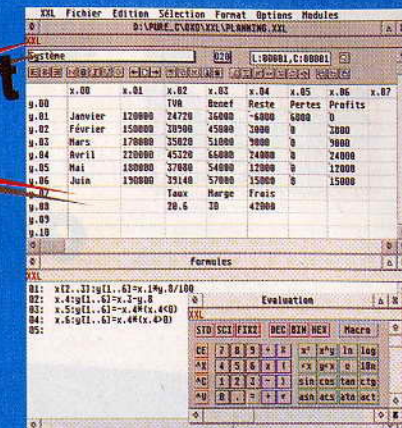 XXL Fichier Edition Sélection Format Options Modules
D:\PURE_C\OXO\XXL\PLANNING.XXL
XXL
Système 020 L:00001,C:00001
x.00 x.01 x.02 x.03 x.04 x.05 x.06 x.07
y.00 TVA Benef Reste Pertes Profits
y.01 Janvier 120000 24720 36000 -6000 6000 0
y.02 Février 150000 30900 45000 3000 0 3000
y.03 Mars 170000 35020 51000 9000 0 9000
y.04 Avril 220000 45320 66000 24000 0 24000
y.05 Mai 180000 37080 54000 12000 0 12000
y.06 Juin 190000 39140 57000 15000 0 15000
y.07 Taux Marge Frais
y.08 20.6 30 42000
y.09
y.10
Formules
XXL
01: x[2..3]:y[1..6]=x.1*y.8/100
02: x.4:y[1..6]=x.3-y.8
03: x.5:y[1..6]=-x.4*(x.4<0)
04: x.6:y[1..6]=x.4*(x.4>0)
05:
Evaluation
XXL
STD SCI FIX2 DEC BIN HEX Macro
CE 7 8 9
^X 4 5 6 x
^C 1 2 3 -
^U 0 . = +
x² x^y ln log
sin cos tan ctg
asn acs ata act
t